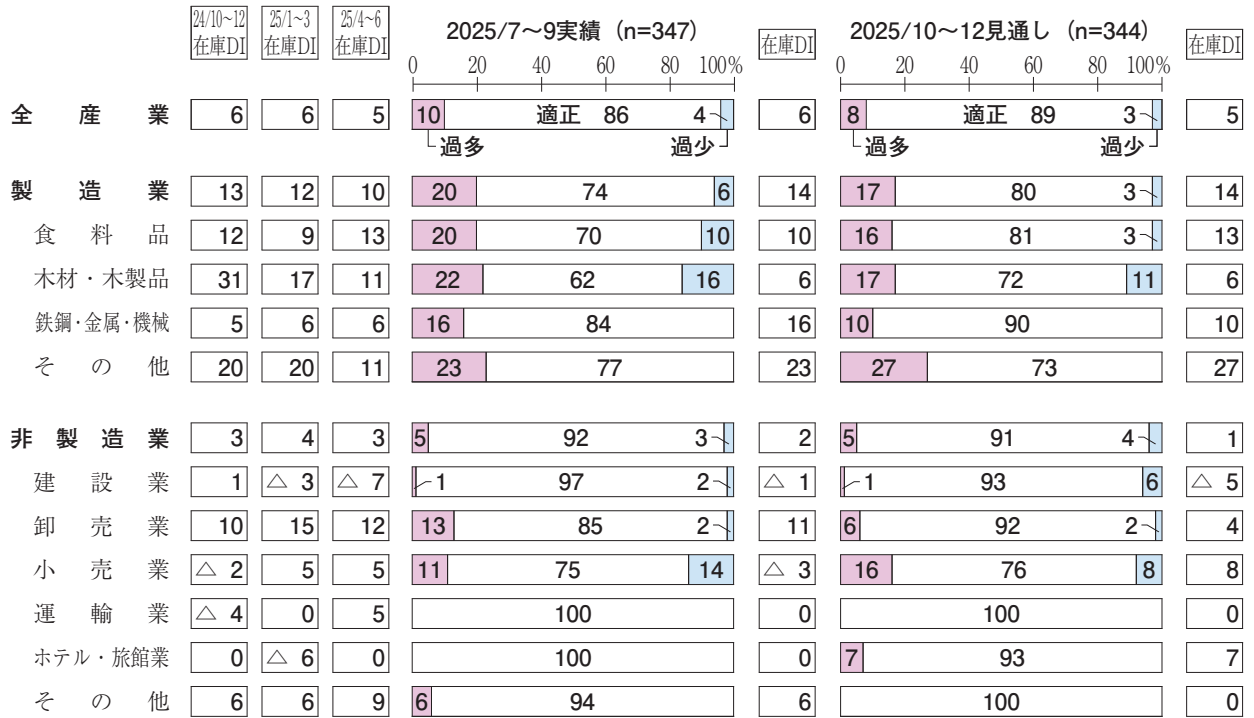 24/10~12 25/1~3 25/4~6
在庫DI 在庫DI 在庫DI 2025/7～9実績 (n=347) 在庫DI 2025/10～12見通し (n=344) 在庫DI
0 20 40 60 80 100% 0 20 40 60 80 100%
全産業 6 6 5 10 適正 86 4 6 8 適正 89 3 5
過多 過少 過多 過少
製造業 13 12 10 20 74 6 14 17 80 3 14
食料品 12 9 13 20 70 10 10 16 81 3 13
木材・木製品 31 17 11 22 62 16 6 17 72 11 6
鉄鋼・金属・機械 5 6 6 16 84 16 10 90 10
その他 20 20 11 23 77 23 27 73 27
非製造業 3 4 3 5 92 3 2 5 91 4 1
建設業 1 △ 3 △ 7 1 97 2 △ 1 1 93 6 △ 5
卸売業 10 15 12 13 85 2 11 6 92 2 4
小売業 △ 2 5 5 11 75 14 △ 3 16 76 8 8
運輸業 △ 4 0 5 100 0 100 0
ホテル・旅館業 0 △ 6 0 100 0 7 93 7
その他 6 6 9 6 94 6 100 0